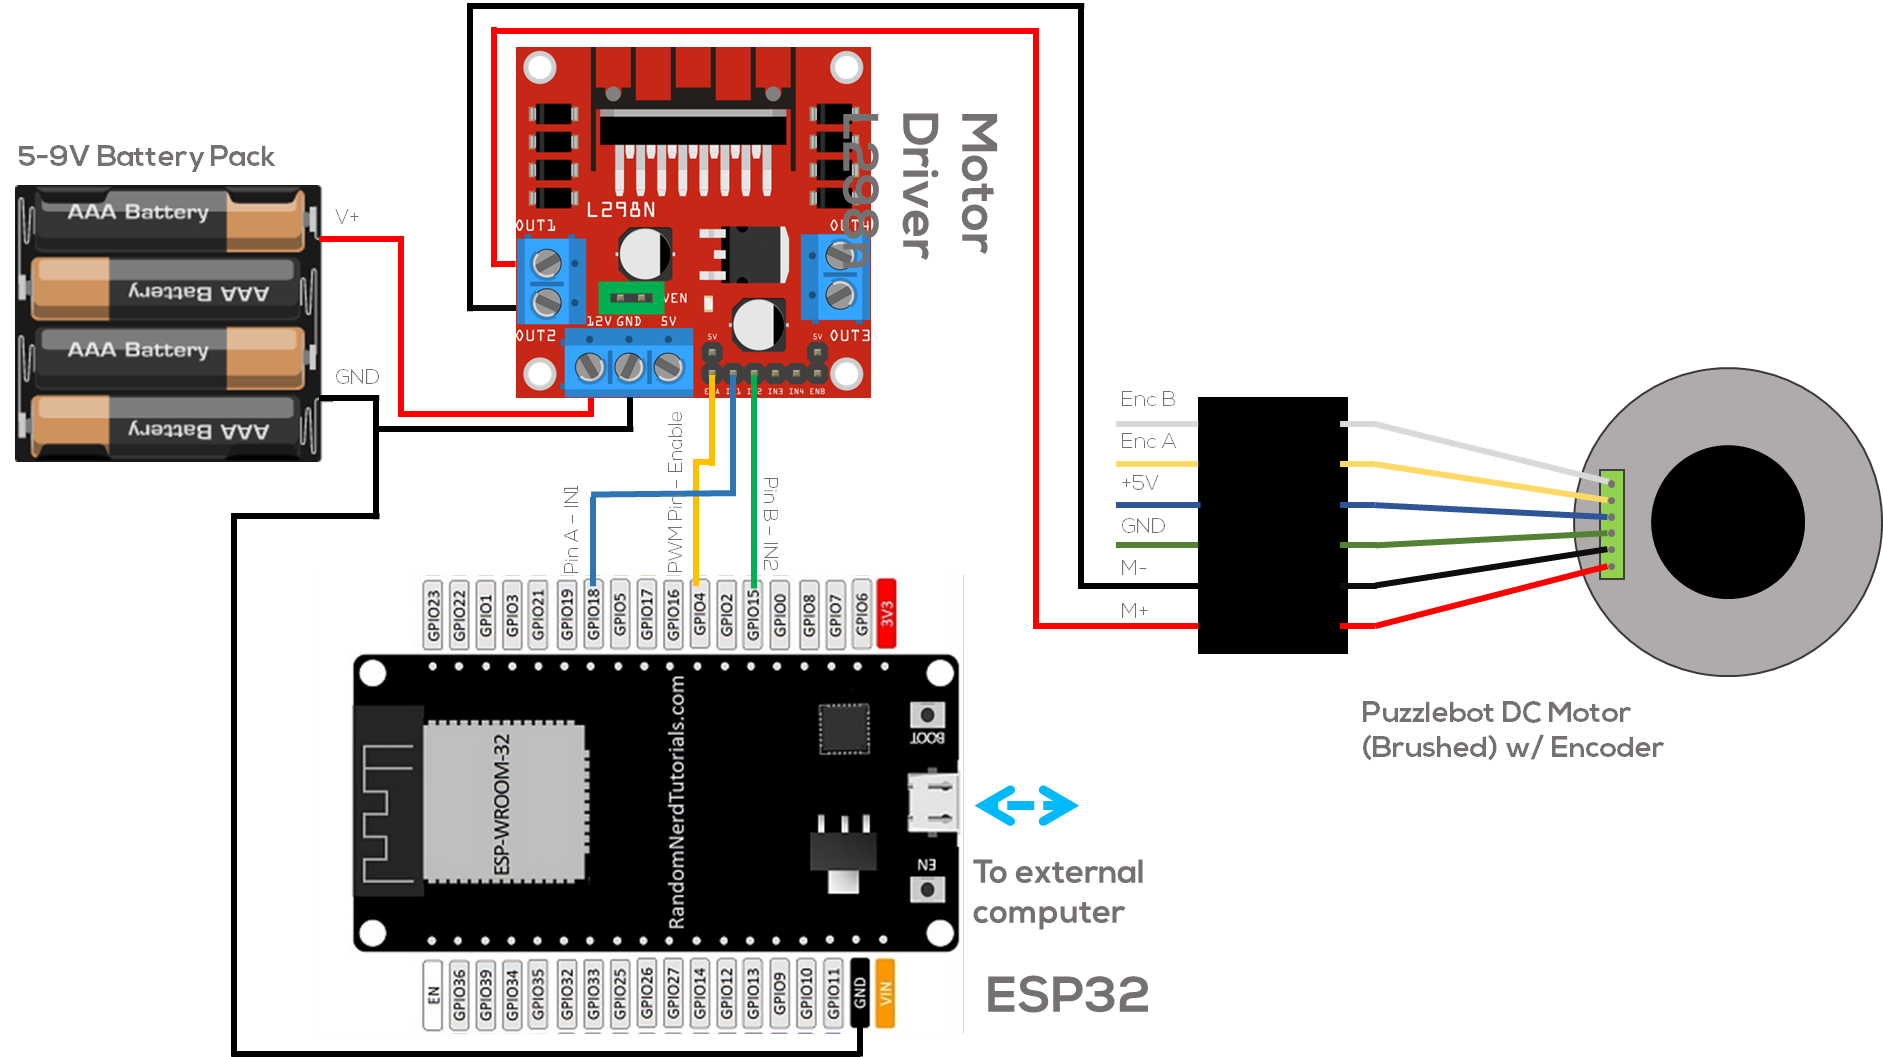 5-9V Battery Pack
AAA Battery
AAA Battery
AAA Battery
AAA Battery
V+
GND
Motor
Driver
L298n
L298N
OUT1
OUT2
OUT4
OUT3
VEN
12V GND 5V
5V
5V
ENA IN1 IN2 IN3 IN4 ENB
Pin A - IN1
PWM Pin - Enable
Pin B - IN2
Enc B
Enc A
+5V
GND
M-
M+
Puzzlebot DC Motor
(Brushed) w/ Encoder
GPIO23
GPIO22
GPIO1
GPIO3
GPIO21
GPIO19
GPIO18
GPIO5
GPIO17
GPIO16
GPIO4
GPIO2
GPIO15
GPIO0
GPIO8
GPIO7
GPIO6
3V3
ESP-WROOM-32
RandomNerdTutorials.com
BOOT
EN
To external
computer
ESP32
EN
GPIO36
GPIO39
GPIO34
GPIO35
GPIO32
GPIO33
GPIO25
GPIO26
GPIO27
GPIO14
GPIO12
GPIO13
GPIO9
GPIO10
GPIO11
GND
VIN